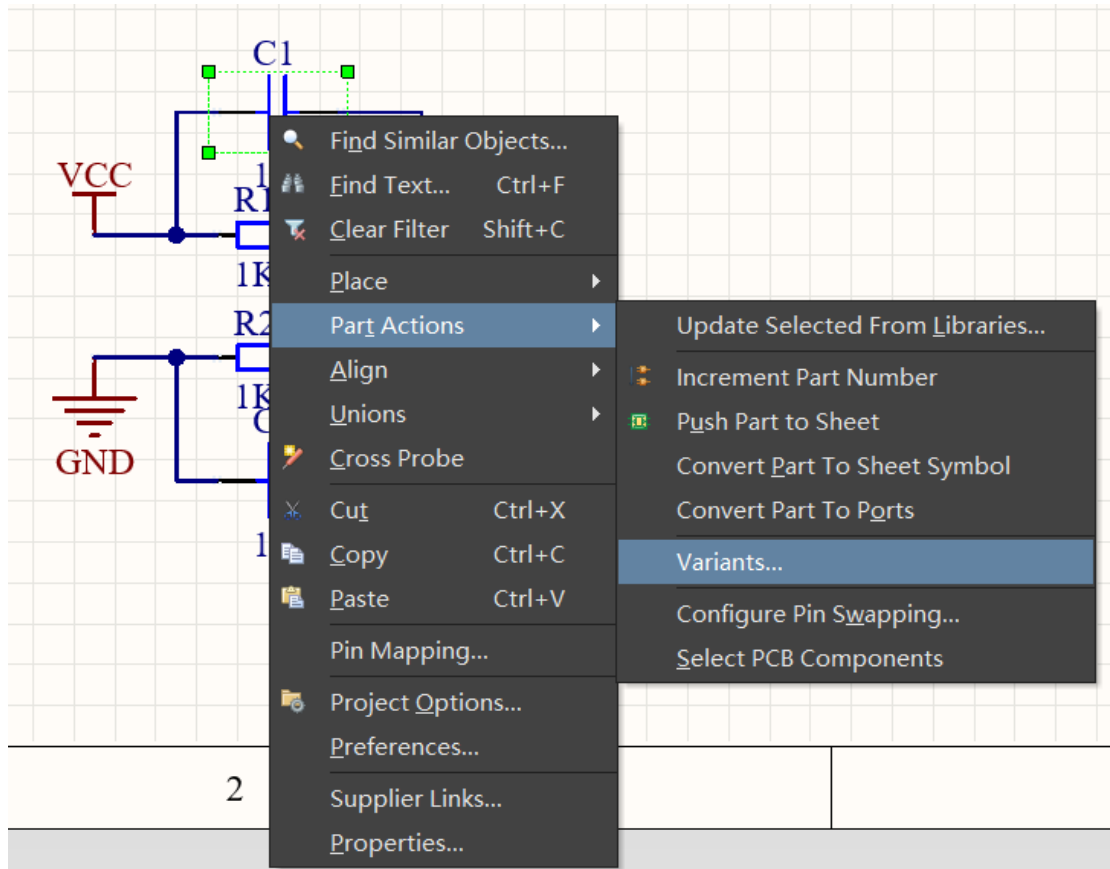 C1
VCC
1
R1
1K
R2
1K
GND
1
2
Find Similar Objects...
Find Text... Ctrl+F
Clear Filter Shift+C
Place
Part Actions
Align
Unions
Cross Probe
Cut Ctrl+X
Copy Ctrl+C
Paste Ctrl+V
Pin Mapping...
Project Options...
Preferences...
Supplier Links...
Properties...
Update Selected From Libraries...
Increment Part Number
Push Part to Sheet
Convert Part To Sheet Symbol
Convert Part To Ports
Variants...
Configure Pin Swapping...
Select PCB Components